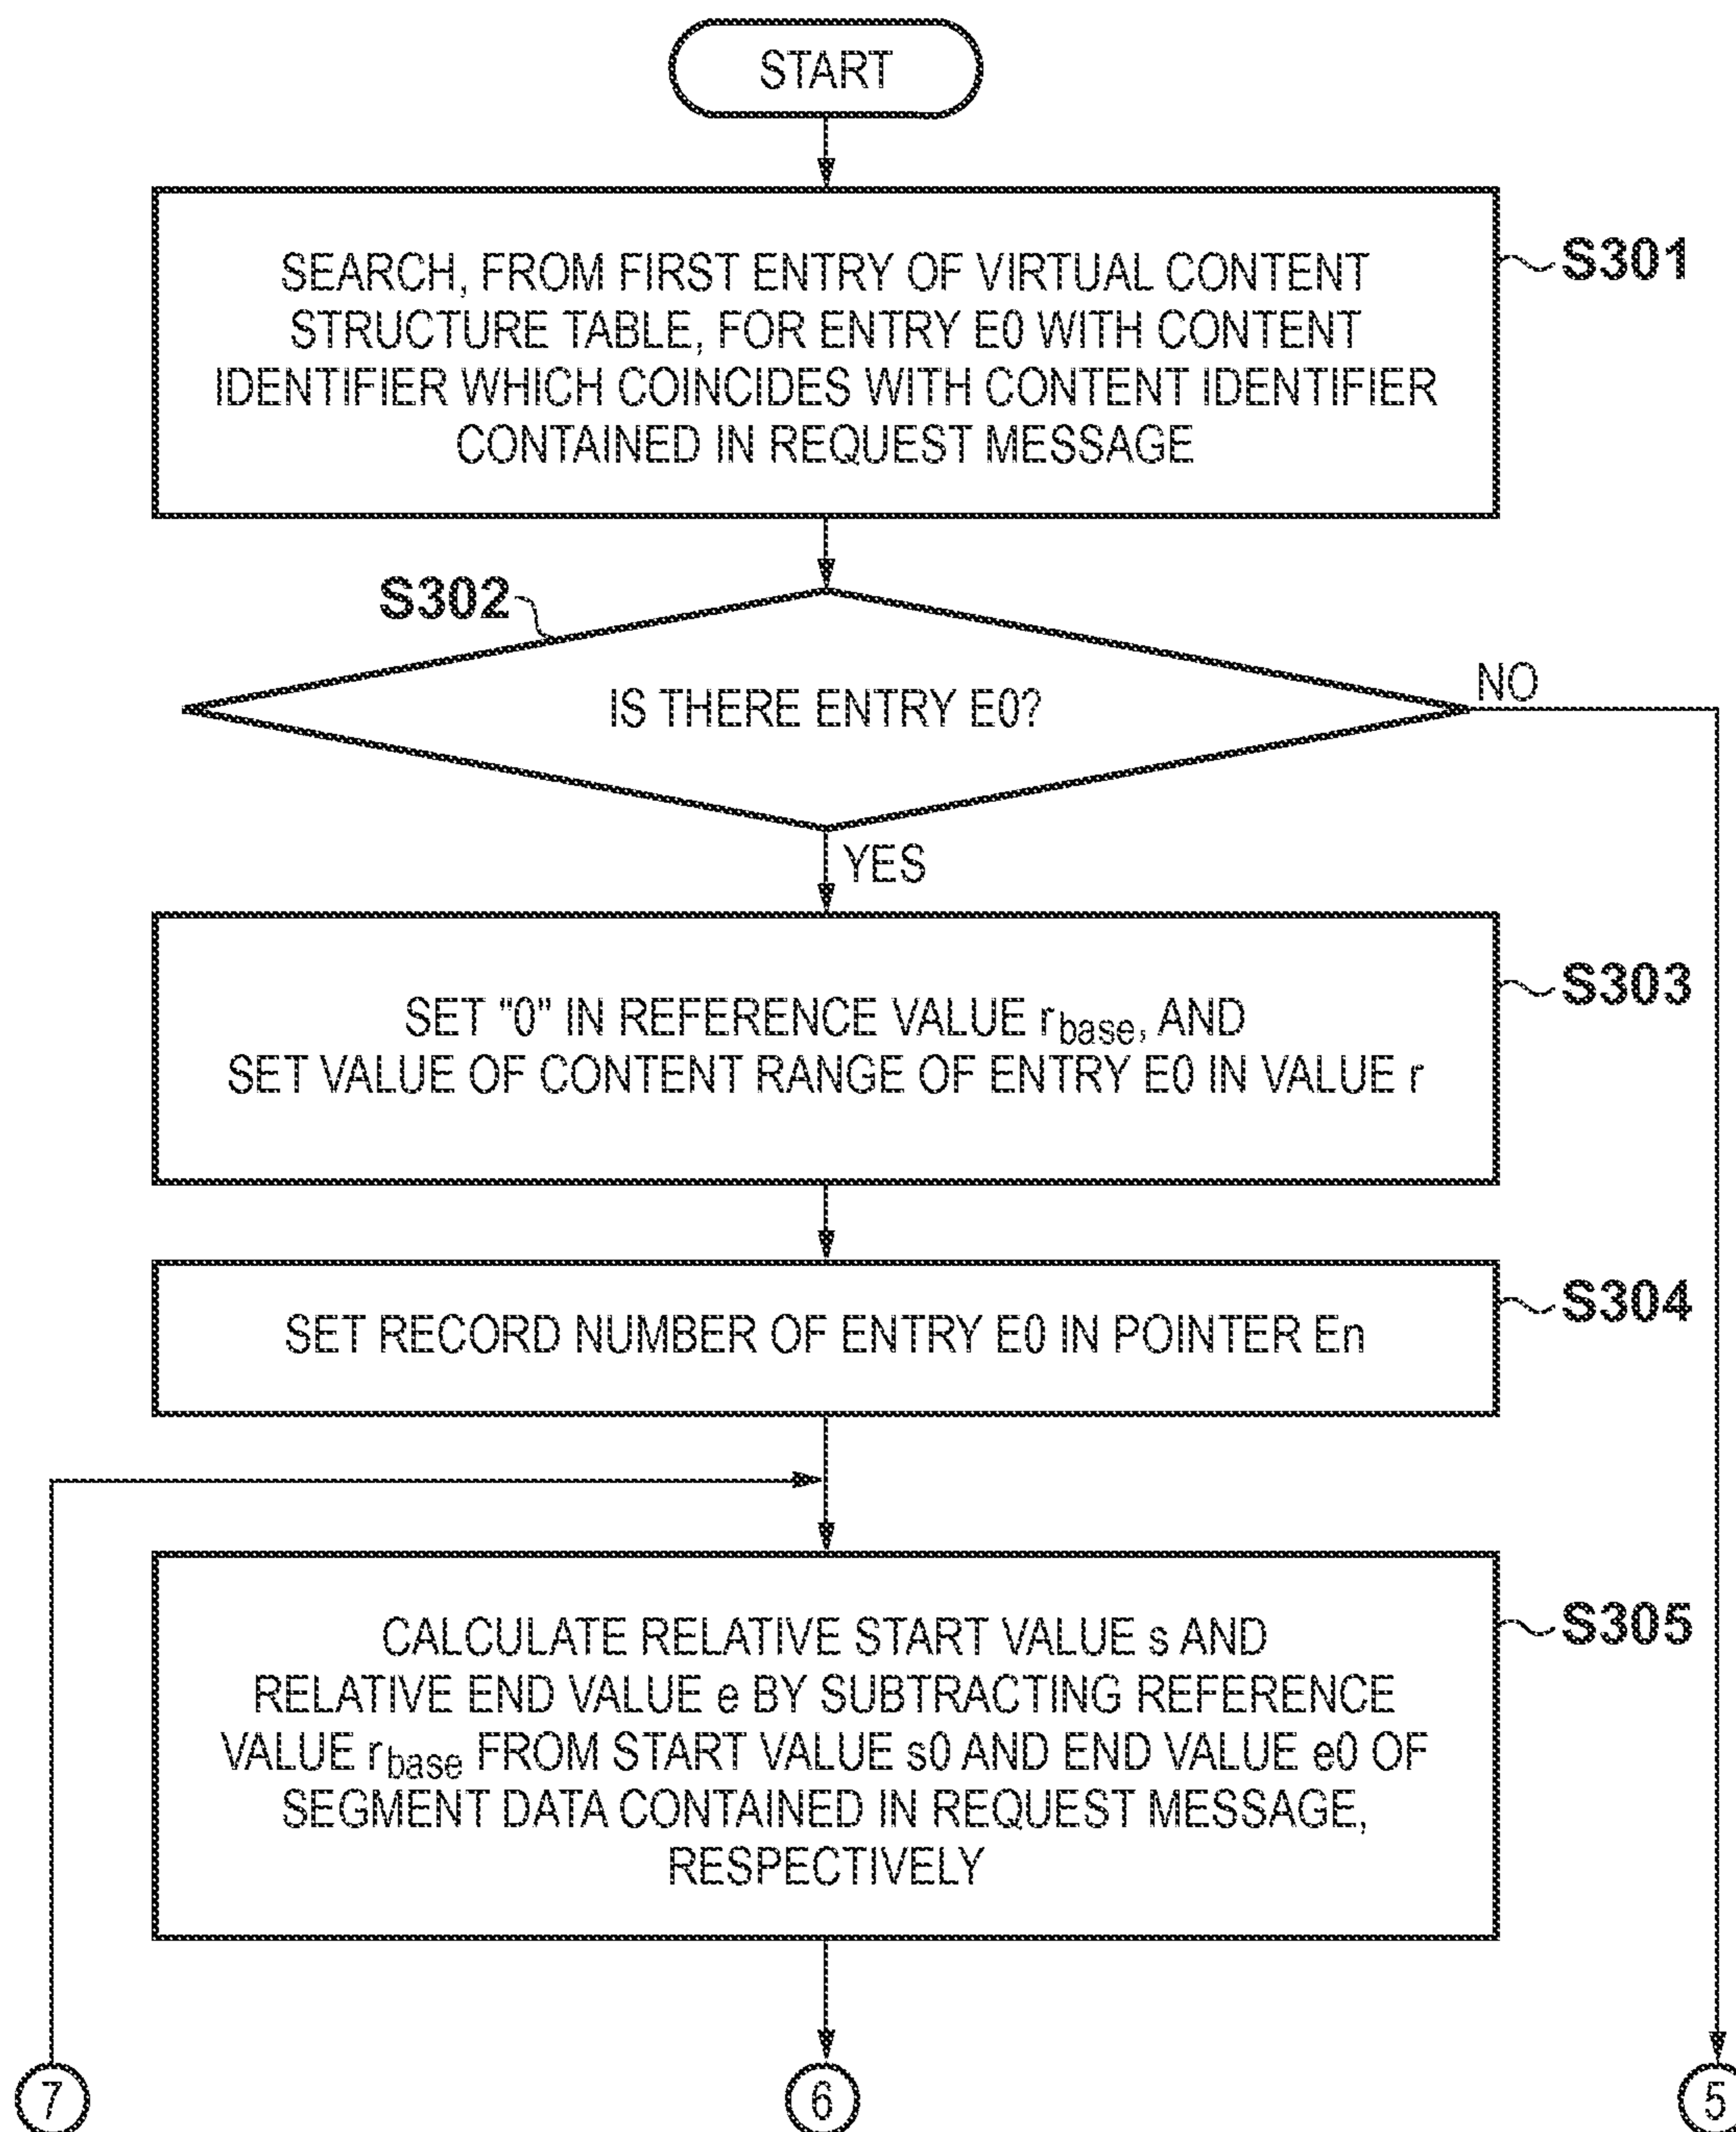 START
SEARCH, FROM FIRST ENTRY OF VIRTUAL CONTENT
STRUCTURE TABLE, FOR ENTRY E0 WITH CONTENT
IDENTIFIER WHICH COINCIDES WITH CONTENT IDENTIFIER
CONTAINED IN REQUEST MESSAGE
S301
S302
IS THERE ENTRY E0?
NO
YES
SET "0" IN REFERENCE VALUE rbase, AND
SET VALUE OF CONTENT RANGE OF ENTRY E0 IN VALUE r
S303
SET RECORD NUMBER OF ENTRY E0 IN POINTER En
S304
CALCULATE RELATIVE START VALUE s AND
RELATIVE END VALUE e BY SUBTRACTING REFERENCE
VALUE rbase FROM START VALUE s0 AND END VALUE e0 OF
SEGMENT DATA CONTAINED IN REQUEST MESSAGE,
RESPECTIVELY
S305
7
6
5